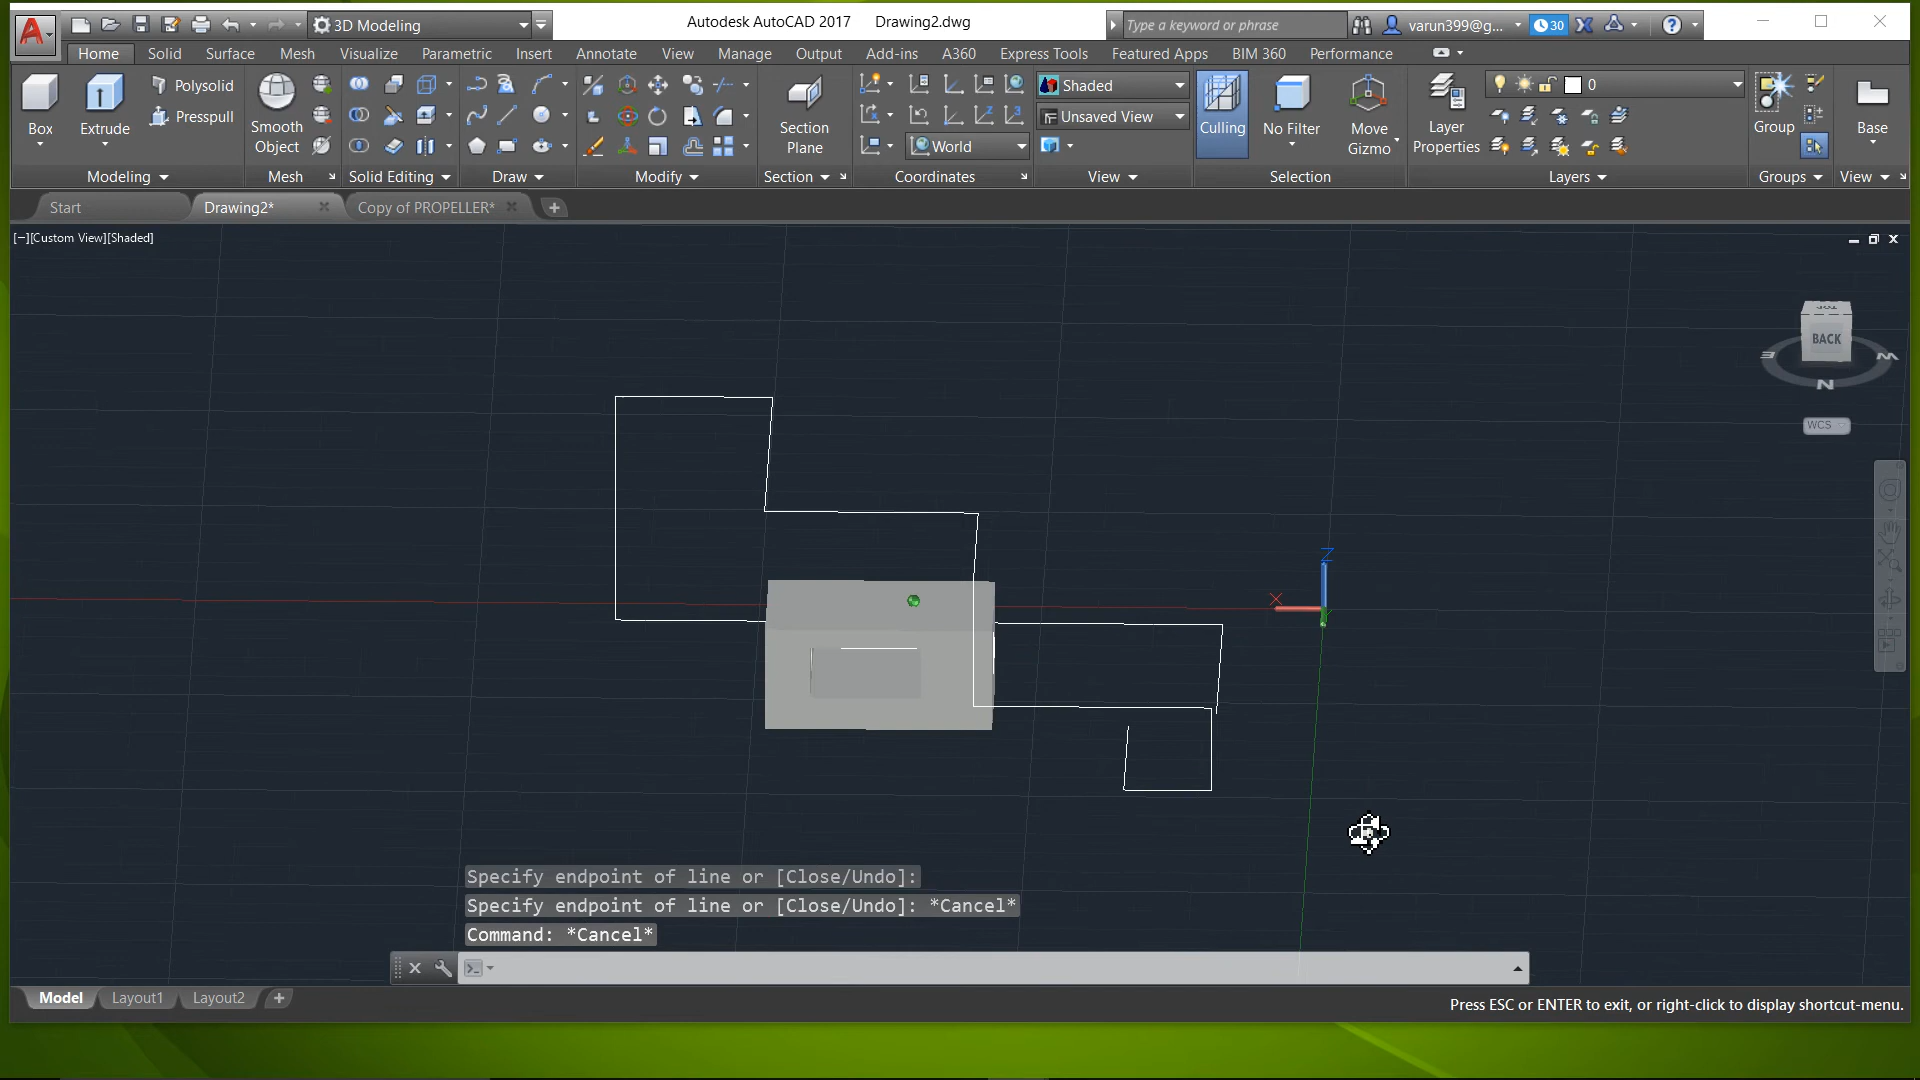 3D Modeling
Autodesk AutoCAD 2017 Drawing2.dwg
Type a keyword or phrase
varun399@g...
30
Home Solid Surface Mesh Visualize Parametric Insert Annotate View Manage Output Add-ins A360 Express Tools Featured Apps BIM 360 Performance
Box
Extrude
Polysolid
Presspull
Smooth
Object
Section
Plane
World
Shaded
Unsaved View
Culling
No Filter
Move
Gizmo
Layer
Properties
0
Group
Base
Modeling Mesh Solid Editing Draw Modify Section Coordinates View Selection Layers Groups View
Start Drawing2* Copy of PROPELLER*
[−][Custom View][Shaded]
TOP
BACK
N
WCS
Z
X
Specify endpoint of line or [Close/Undo]:
Specify endpoint of line or [Close/Undo]: *Cancel*
Command: *Cancel*
Model Layout1 Layout2
Press ESC or ENTER to exit, or right-click to display shortcut-menu.